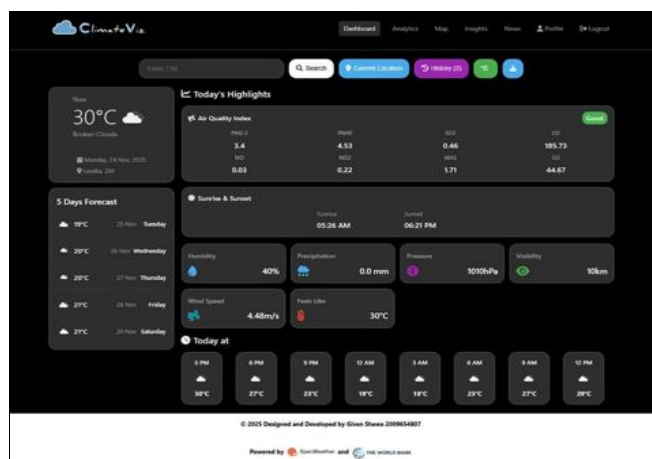 ClimateViz
Dashboard Analytics Map Insights News Profile Logout
Enter City Search Current Location History (2) °C
Now
30°C
Broken Clouds
Monday, 24 Nov, 2025
Lusaka, ZM
5 Days Forecast
19°C 25 Nov Tuesday
20°C 26 Nov Wednesday
20°C 27 Nov Thursday
21°C 28 Nov Friday
21°C 29 Nov Saturday
Today's Highlights
Air Quality Index Good
PM2.5 PM10 SO2 CO
3.4 4.53 0.46 185.73
NO NO2 NH3 O3
0.03 0.22 1.71 44.67
Sunrise & Sunset
Sunrise Sunset
05:26 AM 06:21 PM
Humidity Precipitation Pressure Visibility
40% 0.0 mm 1010hPa 10km
Wind Speed Feels Like
4.48m/s 30°C
Today at
3 PM 6 PM 9 PM 12 AM 3 AM 6 AM 9 AM 12 PM
30°C 27°C 23°C 19°C 18°C 23°C 27°C 29°C
© 2025 Designed and Developed by Given Shawa 2009654807
Powered by OpenWeather and THE WORLD BANK